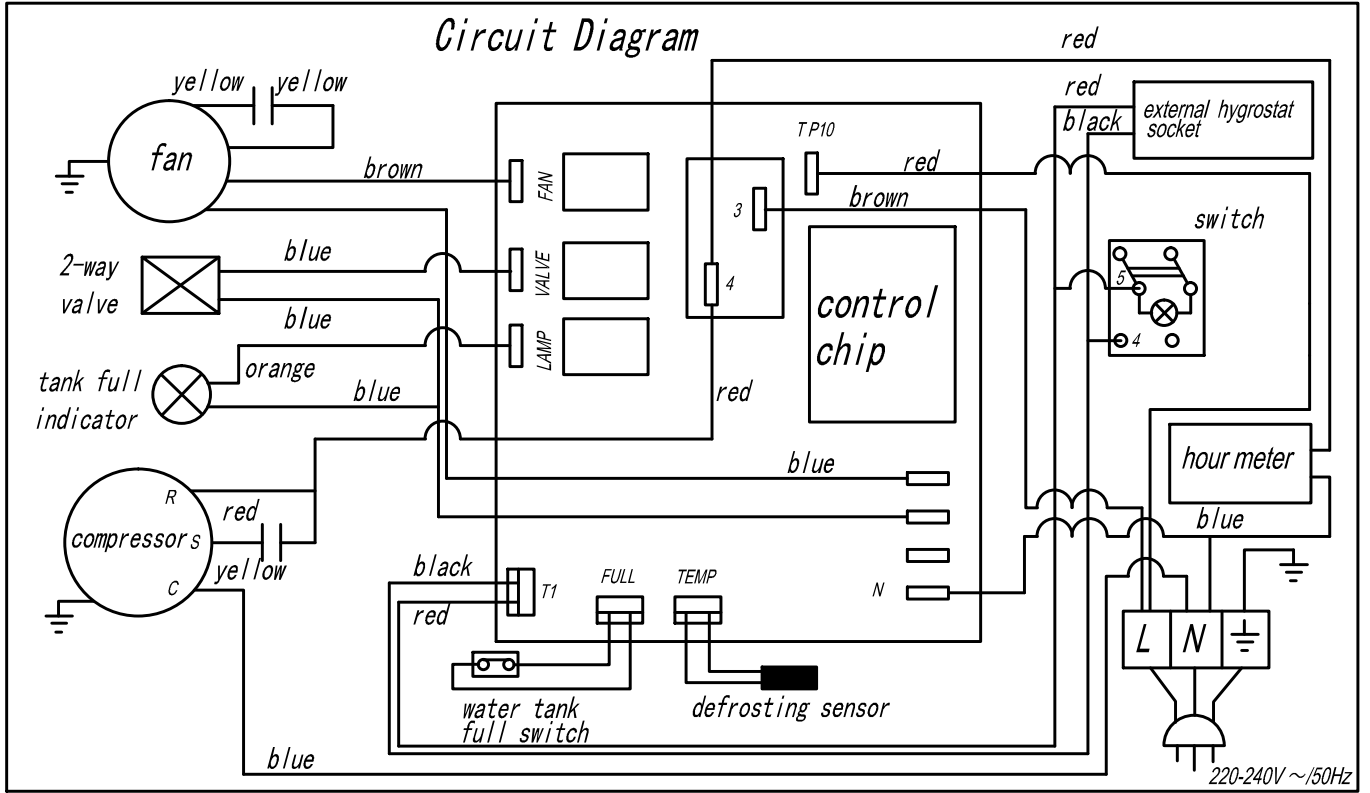 Circuit Diagram
red
yellow
yellow
red
external hygrostat
socket
black
T P10
fan
brown
FAN
red
3
brown
switch
blue
2-way
valve
VALVE
4
5
control
chip
blue
LAMP
4
orange
tank full
indicator
blue
red
hour meter
blue
R
red
compressor
S
blue
yellow
C
black
T1
FULL
TEMP
N
red
L
N
water tank
full switch
defrosting sensor
blue
220-240V～/50Hz